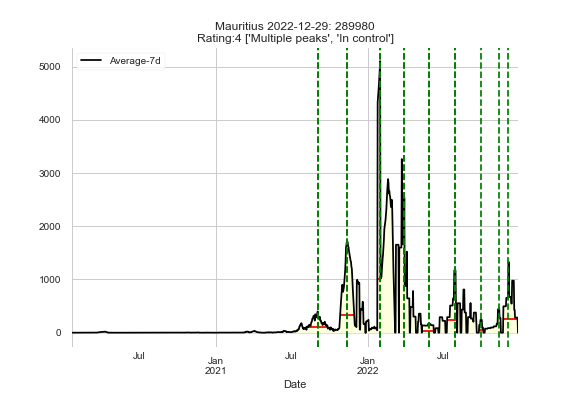 Mauritius 2022-12-29: 289980
Rating:4 ['Multiple peaks', 'In control']
Average-7d
5000
4000
3000
2000
1000
0
Jul
Jan
2021
Jul
Jan
2022
Jul
Date